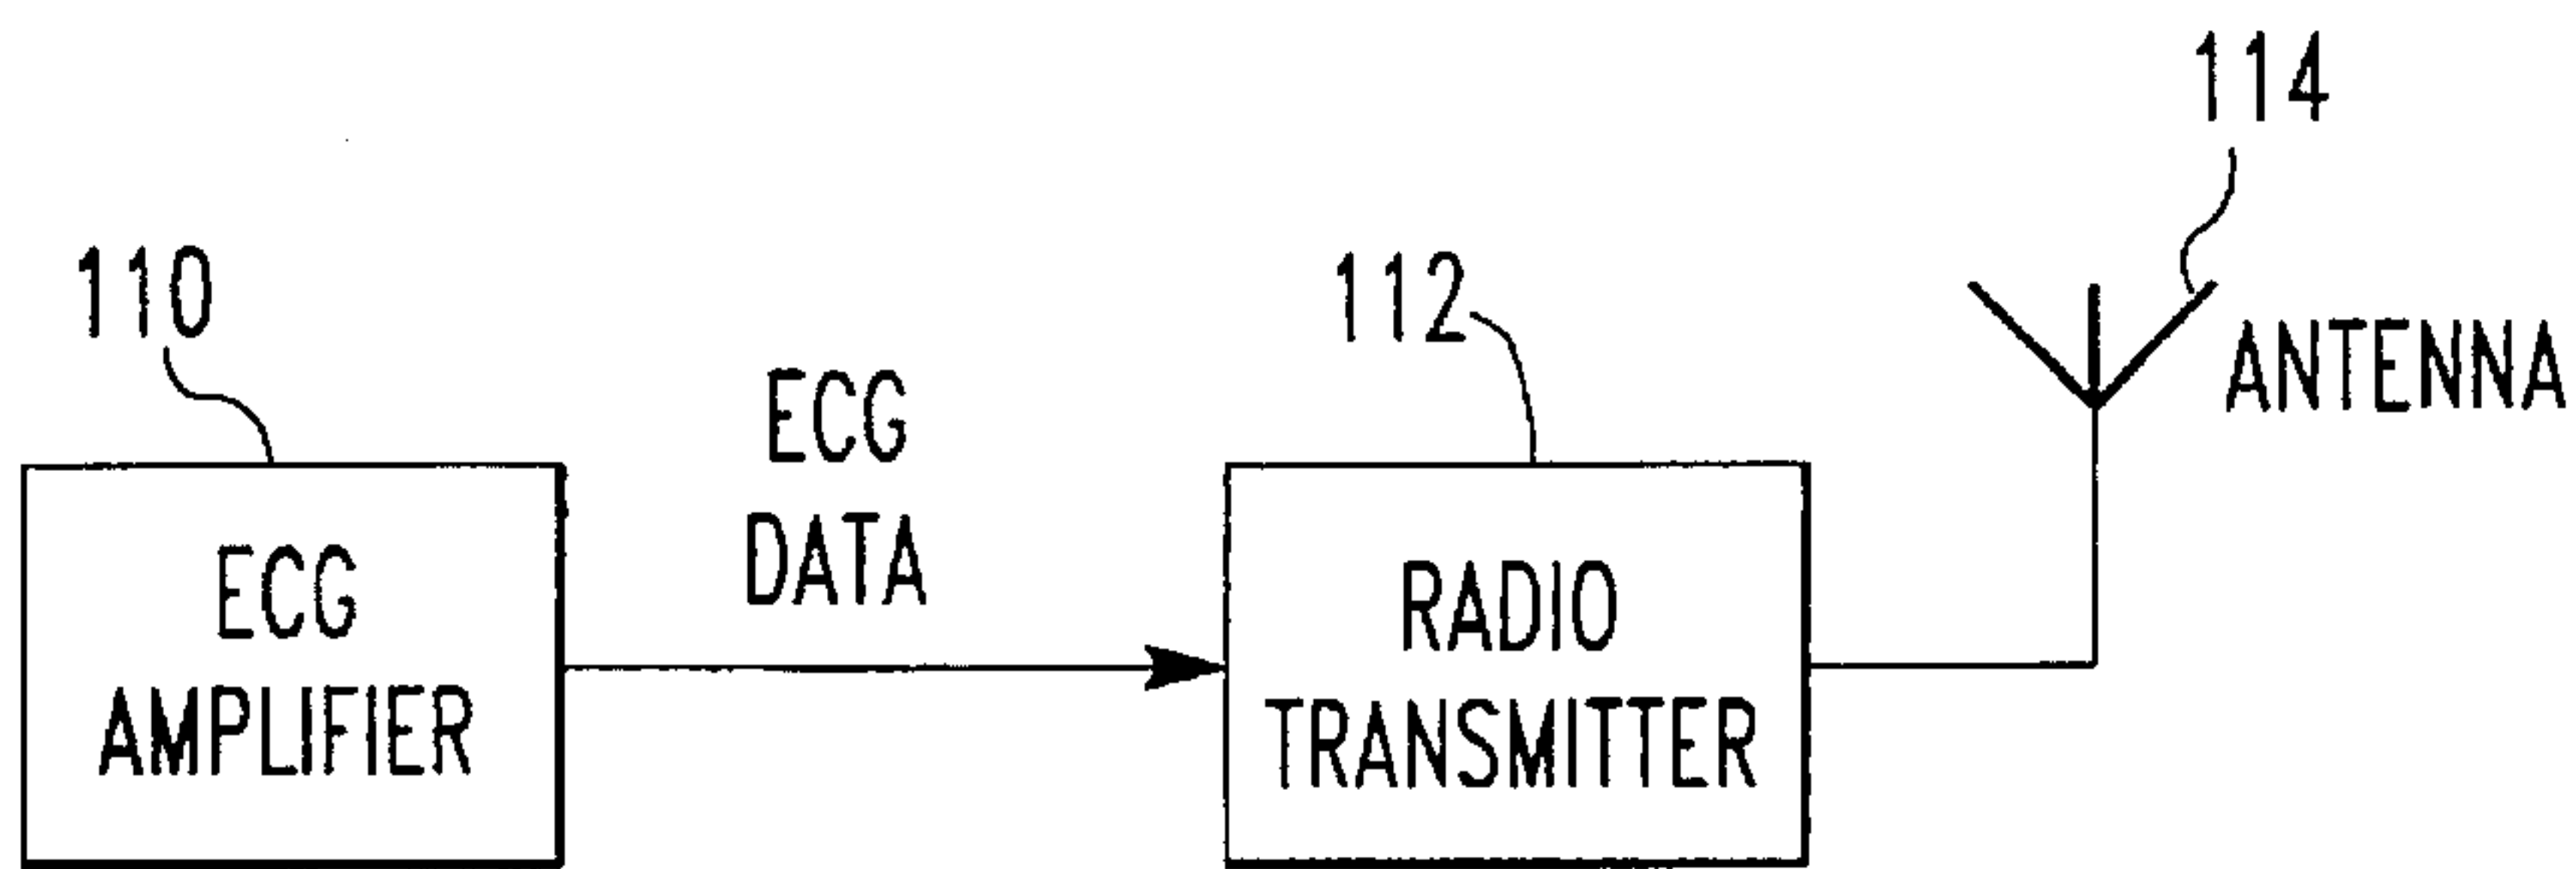 114
110
112
ANTENNA
ECG
DATA
ECG
AMPLIFIER
RADIO
TRANSMITTER